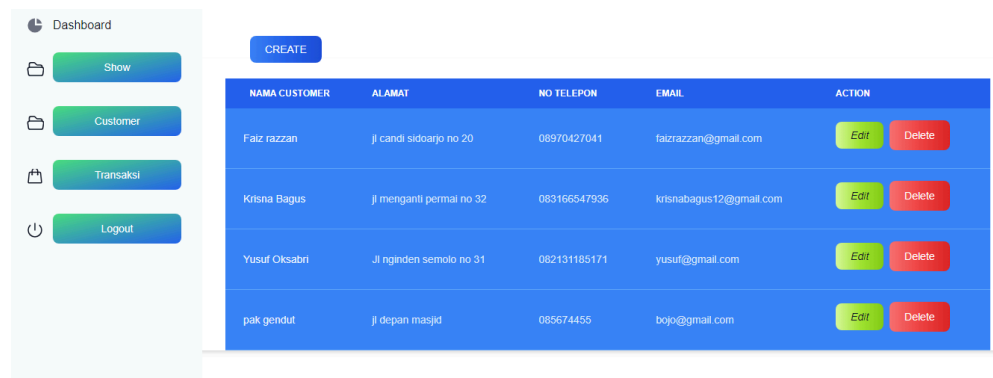 Dashboard
Show
Customer
Transaksi
Logout
CREATE
NAMA CUSTOMER ALAMAT NO TELEPON EMAIL ACTION
Faiz razzan jl candi sidoarjo no 20 08970427041 faizrazzan@gmail.com Edit Delete
Krisna Bagus jl menganti permai no 32 083166547936 krisnabagus12@gmail.com Edit Delete
Yusuf Oksabri Jl nginden semolo no 31 082131185171 yusuf@gmail.com Edit Delete
pak gendut jl depan masjid 085674455 bojo@gmail.com Edit Delete